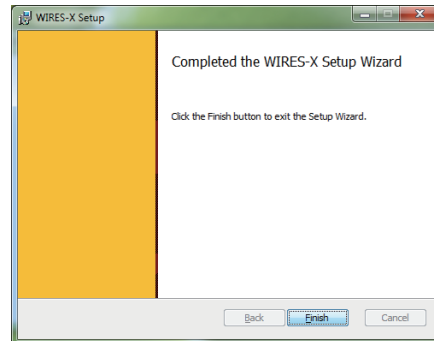 WIRES-X Setup
Completed the WIRES-X Setup Wizard
Click the Finish button to exit the Setup Wizard.
Back Finish Cancel